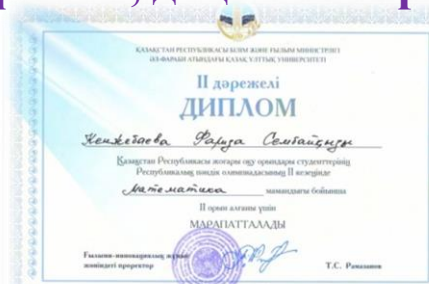 ҚАЗАҚСТАН РЕСПУБЛИКАСЫ БІЛІМ ЖӘНЕ ҒЫЛЫМ МИНИСТРЛІГІ
ӘЛ-ФАРАБИ АТЫНДАҒЫ ҚАЗАҚ ҰЛТТЫҚ УНИВЕРСИТЕТІ
II дәрежелі
ДИПЛОМ
Кенжебаева Фариза Сембайқызы
Қазақстан Республикасы жоғары оқу орындары студенттерінің
Республикалық пәндік олимпиадасының II кезеңінде
Математика мамандығы бойынша
II орын алғаны үшін
МАРАПАТТАЛАДЫ
Ғылыми-инновациялық жұмыс
жөніндегі проректор
Т.С. Рамазанов